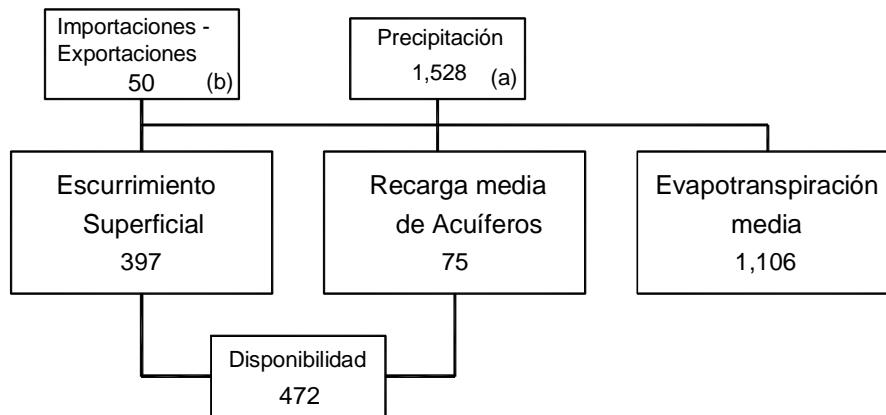 Importaciones -
Exportaciones
50 (b)
Precipitación
1,528 (a)
Escurrimiento
Superficial
397
Recarga media
de Acuíferos
75
Evapotranspiración
media
1,106
Disponibilidad
472